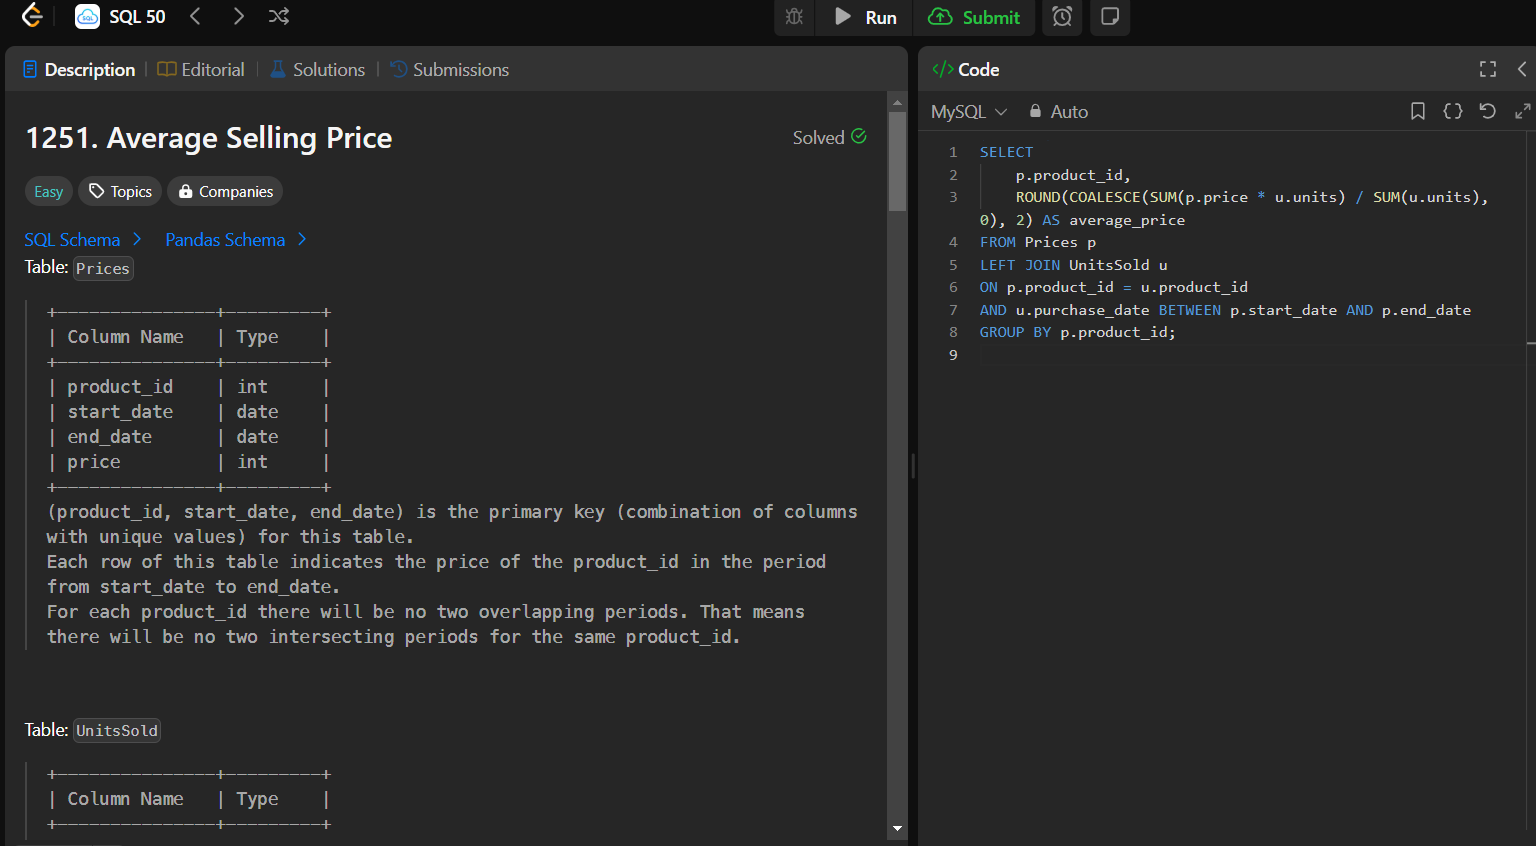 SQL 50
Run
Submit
Description
Editorial
Solutions
Submissions
1251. Average Selling Price
Solved
Easy
Topics
Companies
SQL Schema
Pandas Schema
Table: Prices
+---------------+---------+
| Column Name   | Type    |
+---------------+---------+
| product_id    | int     |
| start_date    | date    |
| end_date      | date    |
| price         | int     |
+---------------+---------+
(product_id, start_date, end_date) is the primary key (combination of columns
with unique values) for this table.
Each row of this table indicates the price of the product_id in the period
from start_date to end_date.
For each product_id there will be no two overlapping periods. That means
there will be no two intersecting periods for the same product_id.
Table: UnitsSold
+---------------+---------+
| Column Name   | Type    |
+---------------+---------+
</> Code
MySQL
Auto
1 SELECT
2     p.product_id,
3     ROUND(COALESCE(SUM(p.price * u.units) / SUM(u.units),
0), 2) AS average_price
4 FROM Prices p
5 LEFT JOIN UnitsSold u
6 ON p.product_id = u.product_id
7 AND u.purchase_date BETWEEN p.start_date AND p.end_date
8 GROUP BY p.product_id;
9